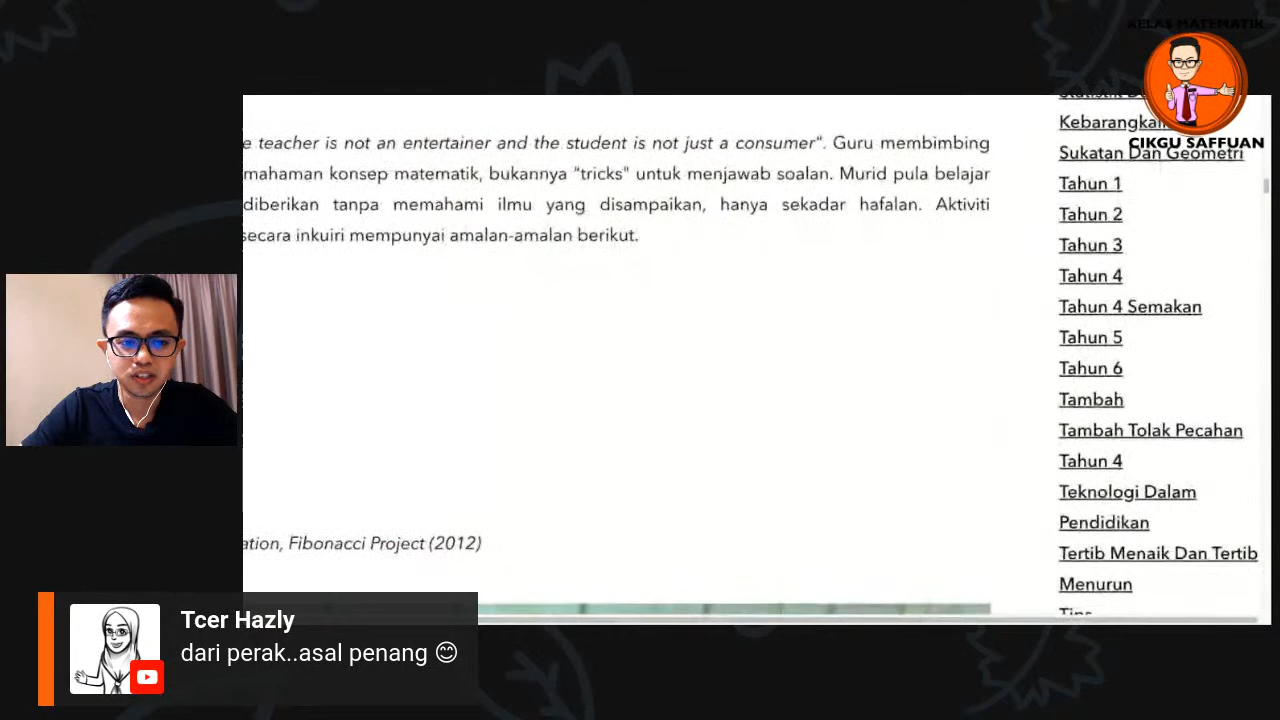 KELAS MATEMATIK
CIKGU SAFFUAN
e teacher is not an entertainer and the student is not just a consumer". Guru membimbing
mahaman konsep matematik, bukannya "tricks" untuk menjawab soalan. Murid pula belajar
diberikan tanpa memahami ilmu yang disampaikan, hanya sekadar hafalan. Aktiviti
secara inkuiri mempunyai amalan-amalan berikut.
ation, Fibonacci Project (2012)
Sukatan Dan Geometri
Tahun 1
Tahun 2
Tahun 3
Tahun 4
Tahun 4 Semakan
Tahun 5
Tahun 6
Tambah
Tambah Tolak Pecahan
Tahun 4
Teknologi Dalam
Pendidikan
Tertib Menaik Dan Tertib
Menurun
Tips
Tcer Hazly
dari perak..asal penang 😊